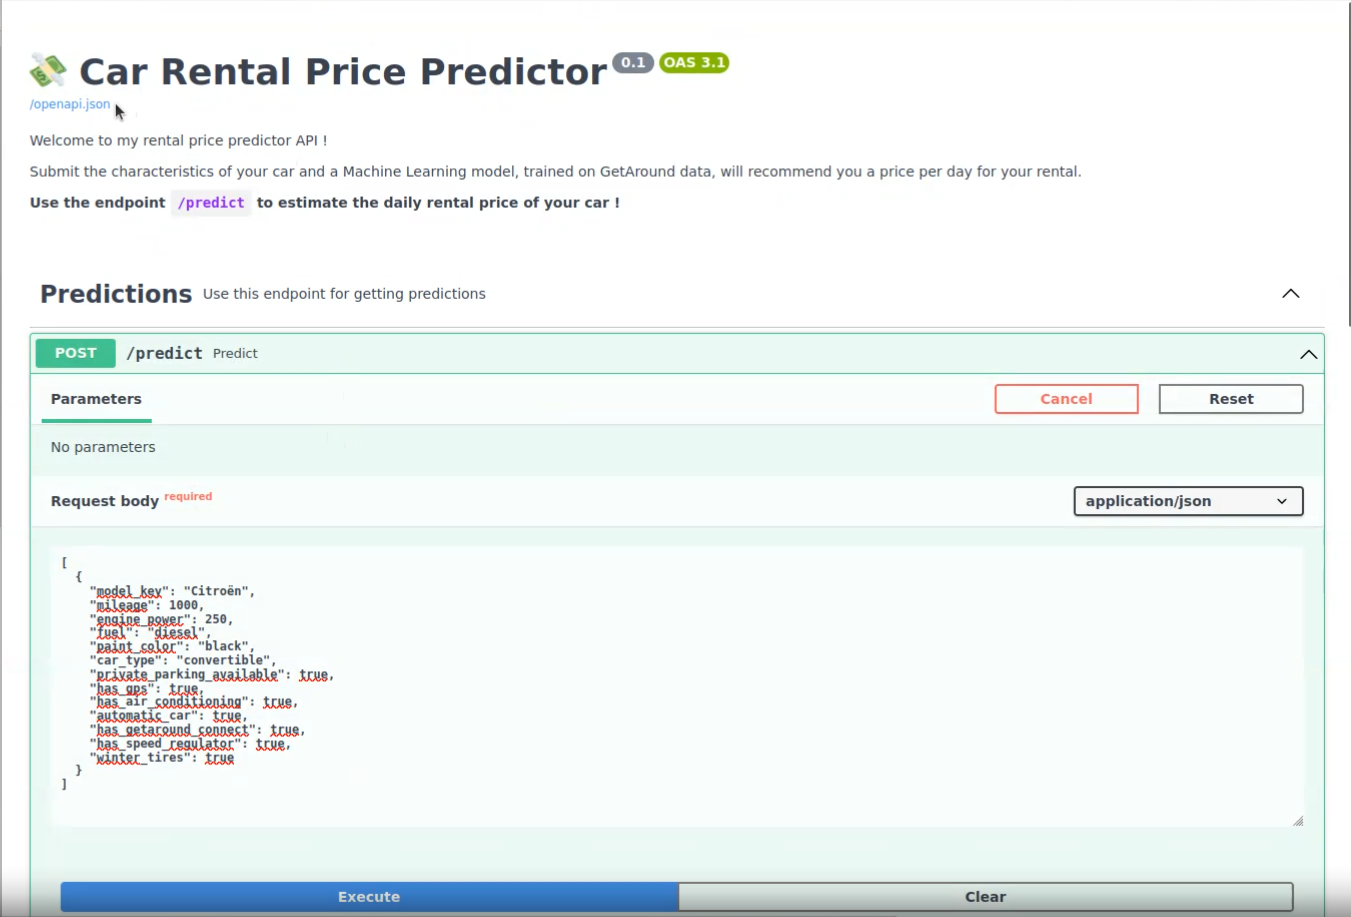 Car Rental Price Predictor 0.1 OAS 3.1
/openapi.json
Welcome to my rental price predictor API !
Submit the characteristics of your car and a Machine Learning model, trained on GetAround data, will recommend you a price per day for your rental.
Use the endpoint /predict to estimate the daily rental price of your car !
Predictions Use this endpoint for getting predictions
POST /predict Predict
Parameters Cancel Reset
No parameters
Request body required application/json
[
  {
    "model_key": "Citroën",
    "mileage": 1000,
    "engine_power": 250,
    "fuel": "diesel",
    "paint_color": "black",
    "car_type": "convertible",
    "private_parking_available": true,
    "has_gps": true,
    "has_air_conditioning": true,
    "automatic_car": true,
    "has_getaround_connect": true,
    "has_speed_regulator": true,
    "winter_tires": true
  }
]
Execute Clear